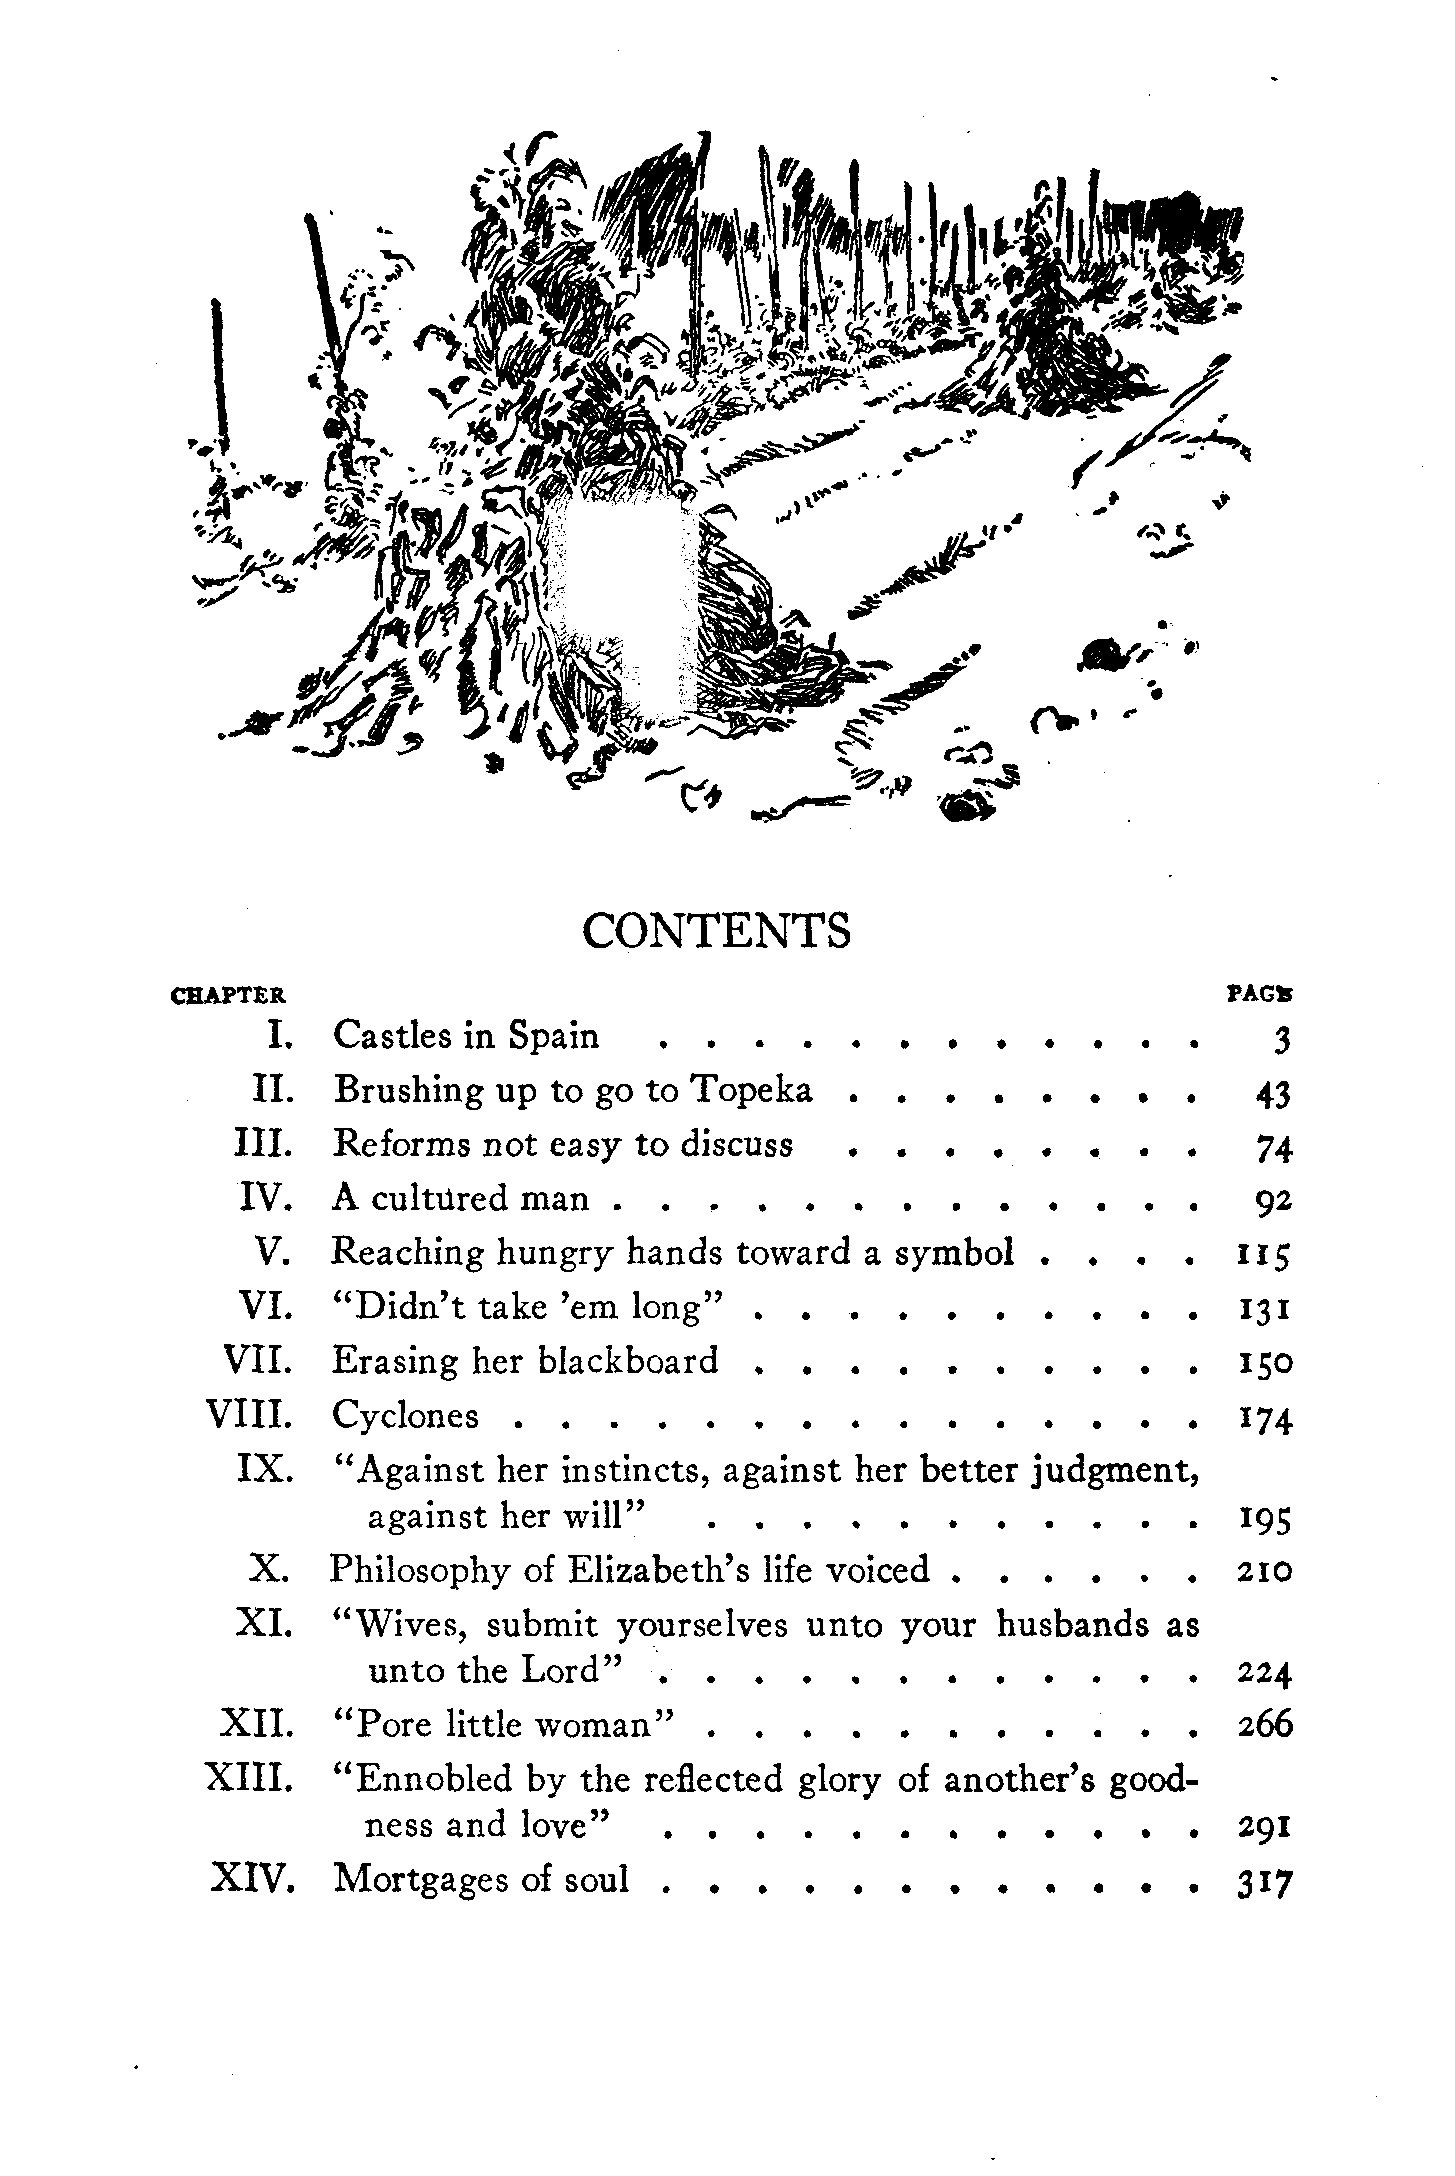 CONTENTS
CHAPTER PAGE
I. Castles in Spain . . . . . . . . . . . . 3
II. Brushing up to go to Topeka . . . . . . . . 43
III. Reforms not easy to discuss . . . . . . . . 74
IV. A cultured man . . . . . . . . . . . . . 92
V. Reaching hungry hands toward a symbol . . . . 115
VI. “Didn’t take ’em long” . . . . . . . . . . 131
VII. Erasing her blackboard . . . . . . . . . . 150
VIII. Cyclones . . . . . . . . . . . . . . . 174
IX. “Against her instincts, against her better judgment,
against her will” . . . . . . . . . . . 195
X. Philosophy of Elizabeth’s life voiced . . . . . . 210
XI. “Wives, submit yourselves unto your husbands as
unto the Lord” . . . . . . . . . . . . 224
XII. “Pore little woman” . . . . . . . . . . . 266
XIII. “Ennobled by the reflected glory of another’s good-
ness and love” . . . . . . . . . . . . 291
XIV. Mortgages of soul . . . . . . . . . . . . 317